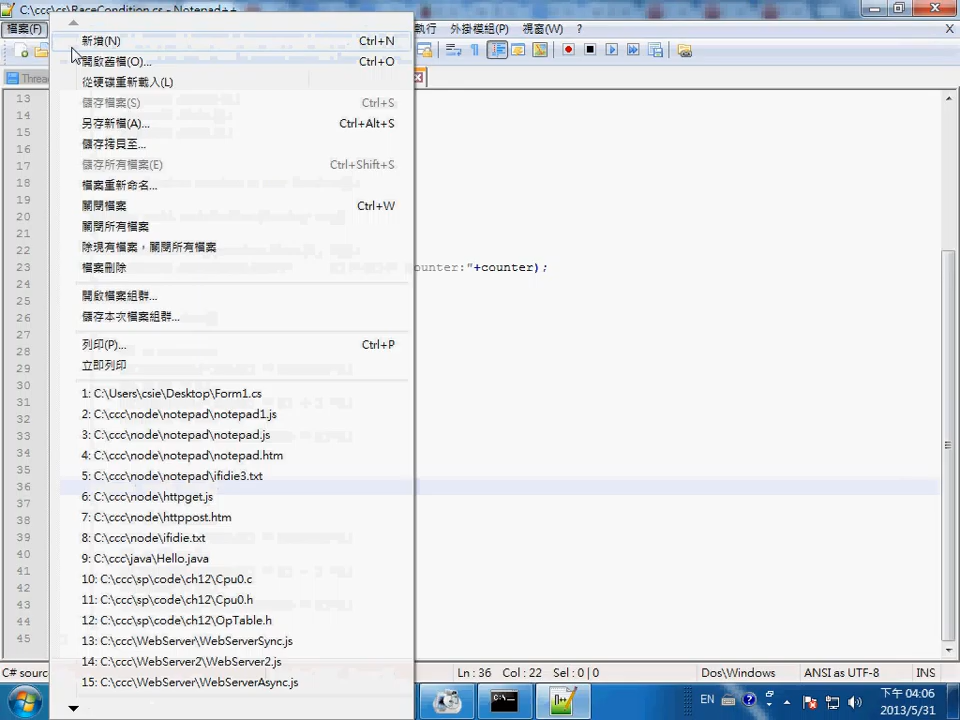 C:\ccc\cs\RaceCondition.cs - Notepad++
檔案(F) 執行 外掛模組(P) 視窗(W) ? X
Thread
新增(N) Ctrl+N
開啟舊檔(O)... Ctrl+O
從硬碟重新載入(L)
儲存檔案(S) Ctrl+S
另存新檔(A)... Ctrl+Alt+S
儲存拷貝至...
儲存所有檔案(E) Ctrl+Shift+S
檔案重新命名...
關閉檔案 Ctrl+W
關閉所有檔案
除現有檔案，關閉所有檔案
檔案刪除
開啟檔案組群...
儲存本次檔案組群...
列印(P)... Ctrl+P
立即列印
1: C:\Users\csie\Desktop\Form1.cs
2: C:\ccc\node\notepad\notepad1.js
3: C:\ccc\node\notepad\notepad.js
4: C:\ccc\node\notepad\notepad.htm
5: C:\ccc\node\notepad\ifidie3.txt
6: C:\ccc\node\httpget.js
7: C:\ccc\node\httppost.htm
8: C:\ccc\node\ifidie.txt
9: C:\ccc\java\Hello.java
10: C:\ccc\sp\code\ch12\Cpu0.c
11: C:\ccc\sp\code\ch12\Cpu0.h
12: C:\ccc\sp\code\ch12\OpTable.h
13: C:\ccc\WebServer\WebServerSync.js
14: C:\ccc\WebServer2\WebServer2.js
15: C:\ccc\WebServer\WebServerAsync.js
13
14
15
16
17
18
19
20
21
22
23 ounter:"+counter);
24
25
26
27
28
29
30
31
32
33
34
35
36
37
38
39
40
41
42
43
44
45
C# sourc Ln : 36 Col : 22 Sel : 0 | 0 Dos\Windows ANSI as UTF-8 INS
EN
下午 04:06
2013/5/31